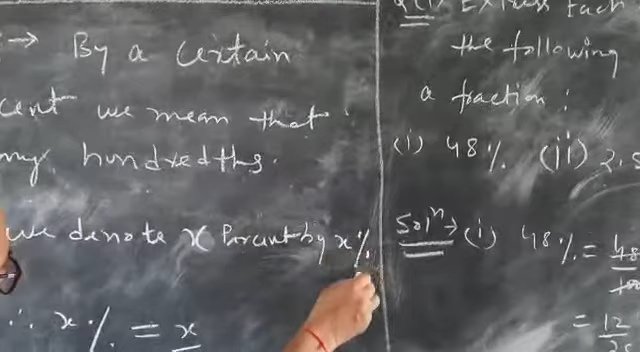 → By a certain
cent we mean that
my hundredths.
we denote x Percent by x%
∴ x% = x
Express Each
the following
a fraction :
(i) 48% (ii) 2.5
Solⁿ → (i) 48% = 48
= 12